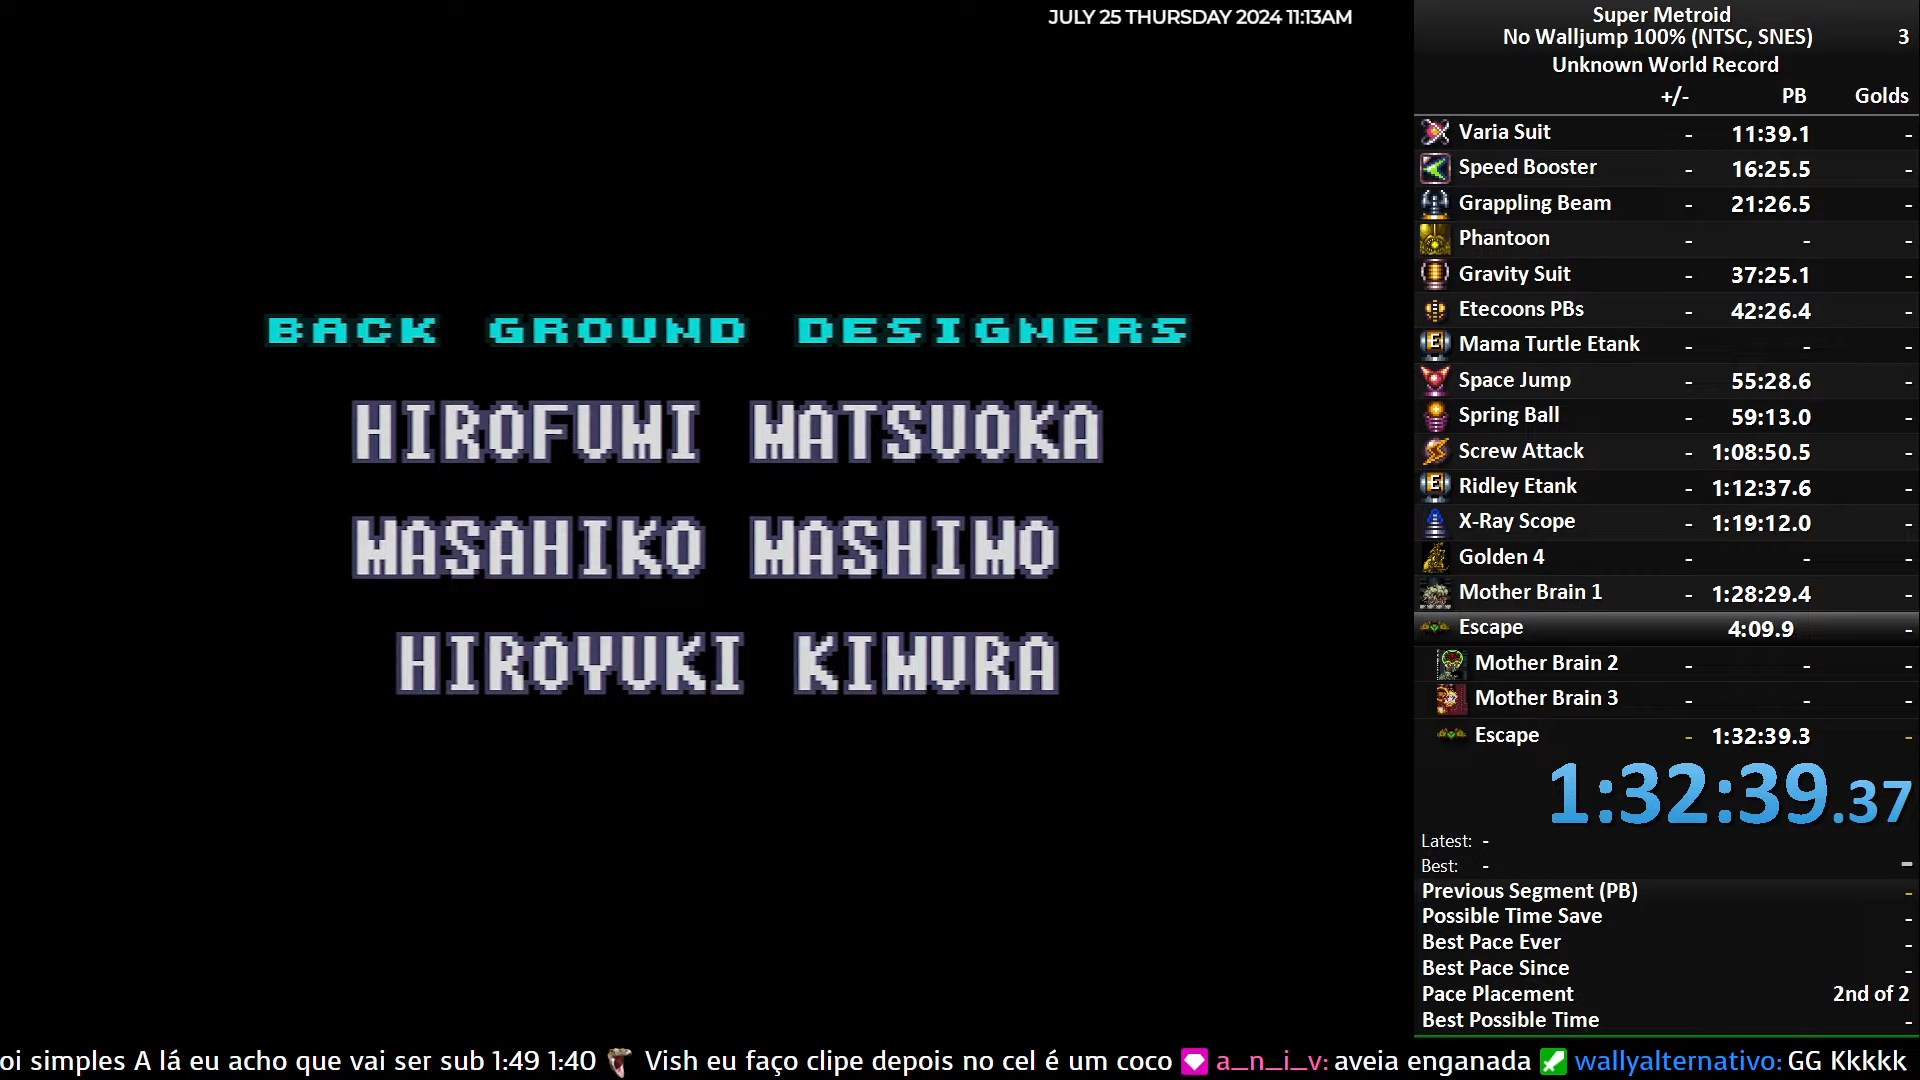 JULY 25 THURSDAY 2024 11:13AM
BACK GROUND DESIGNERS
HIROFUMI MATSUOKA
MASAHIKO MASHIMO
HIROYUKI KIMURA
Super Metroid
No Walljump 100% (NTSC, SNES) 3
Unknown World Record
+/- PB Golds
Varia Suit - 11:39.1 -
Speed Booster - 16:25.5 -
Grappling Beam - 21:26.5 -
Phantoon - - -
Gravity Suit - 37:25.1 -
Etecoons PBs - 42:26.4 -
Mama Turtle Etank - - -
Space Jump - 55:28.6 -
Spring Ball - 59:13.0 -
Screw Attack - 1:08:50.5 -
Ridley Etank - 1:12:37.6 -
X-Ray Scope - 1:19:12.0 -
Golden 4 - - -
Mother Brain 1 - 1:28:29.4 -
Escape 4:09.9 -
Mother Brain 2 - - -
Mother Brain 3 - - -
Escape - 1:32:39.3 -
1:32:39.37
Latest: -
Best: - -
Previous Segment (PB) -
Possible Time Save -
Best Pace Ever -
Best Pace Since -
Pace Placement 2nd of 2
Best Possible Time -
oi simples A lá eu acho que vai ser sub 1:49 1:40 Vish eu faço clipe depois no cel é um coco a_n_i_v: aveia enganada wallyalternativo: GG Kkkkk